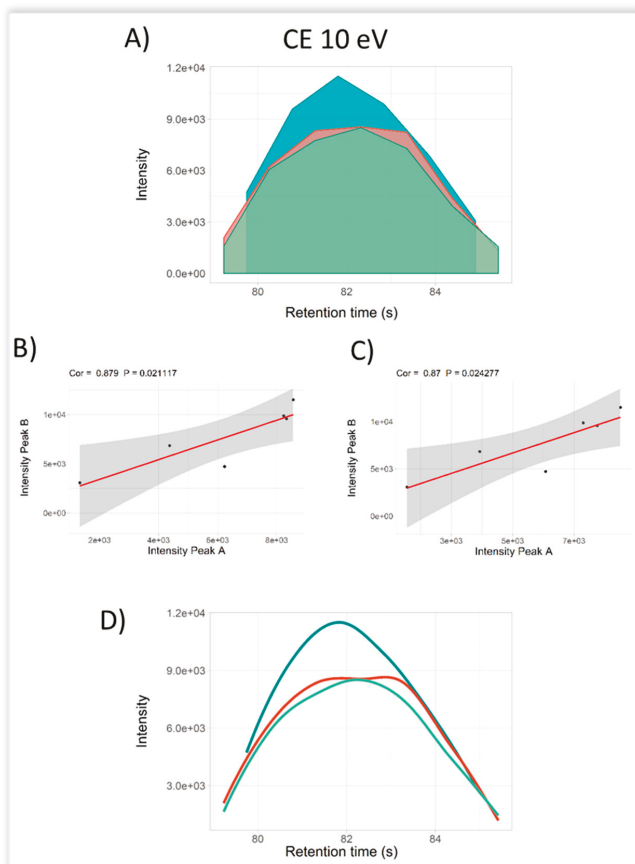 A) CE 10 eV
1.2e+04
9.0e+03
6.0e+03
3.0e+03
0.0e+00
Intensity
80 82 84
Retention time (s)
B)
Cor = 0.879 P = 0.021117
1e+04
5e+03
0e+00
Intensity Peak B
2e+03 4e+03 6e+03 8e+03
Intensity Peak A
C)
Cor = 0.87 P = 0.024277
1e+04
5e+03
0e+00
Intensity Peak B
3e+03 5e+03 7e+03
Intensity Peak A
D)
1.2e+04
9.0e+03
6.0e+03
3.0e+03
Intensity
80 82 84
Retention time (s)